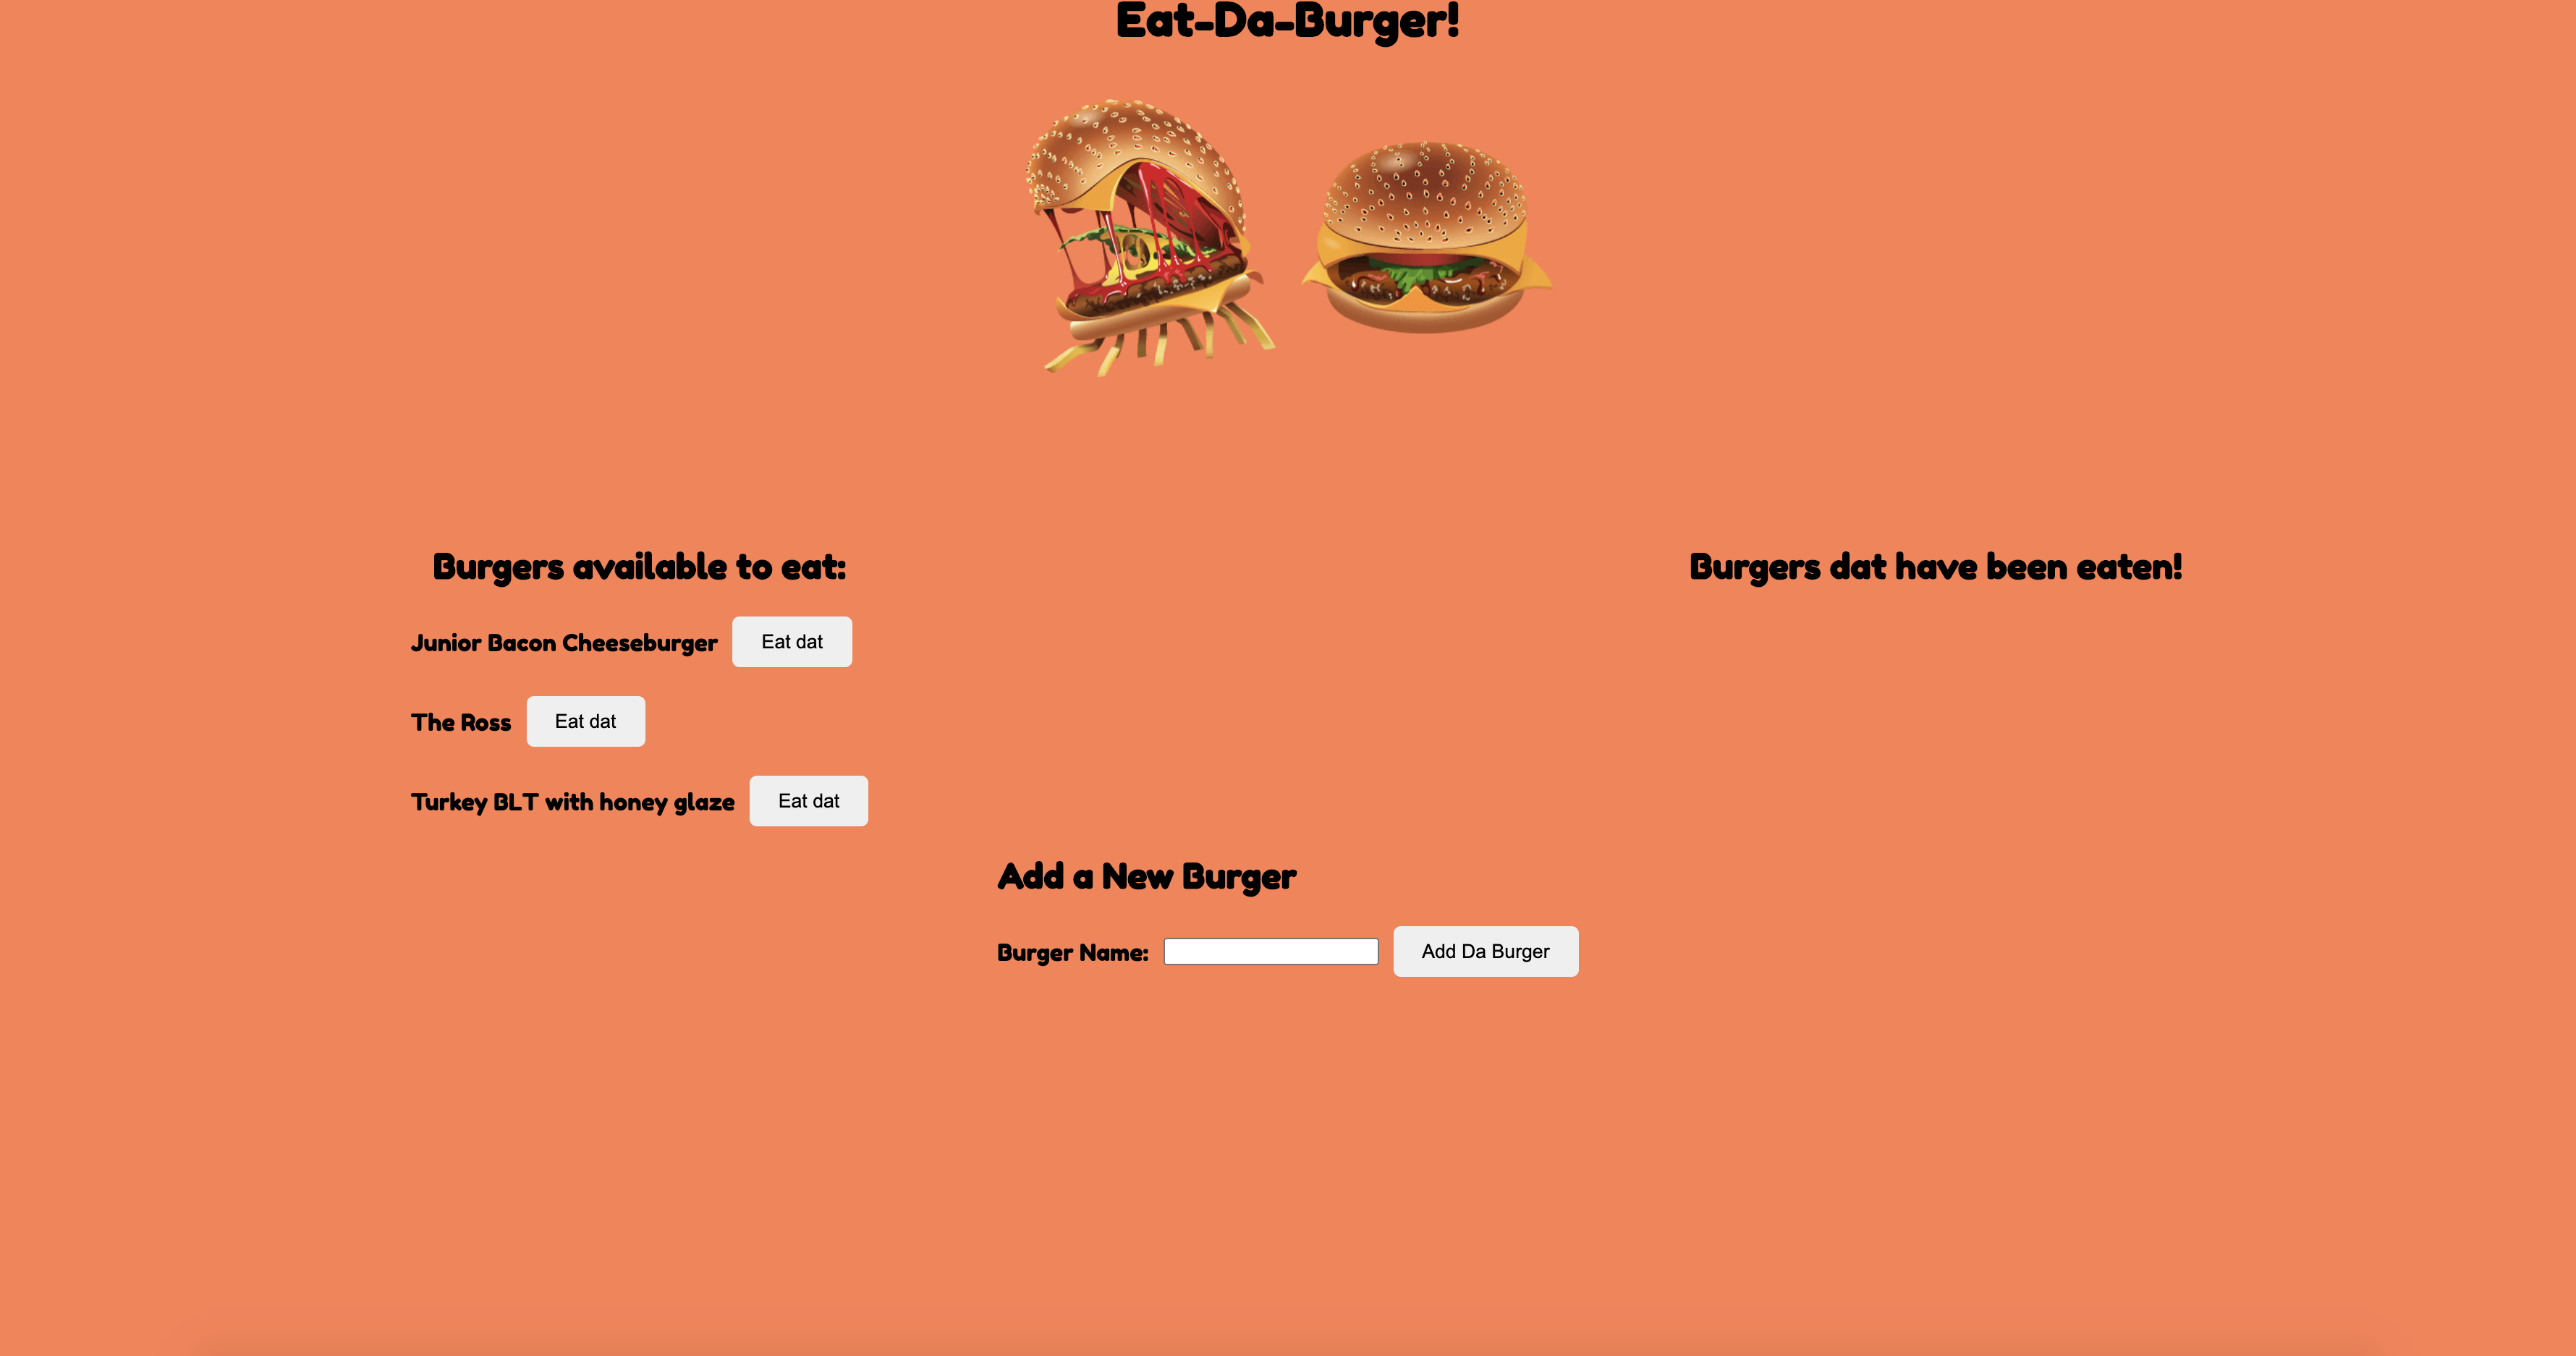 Eat-Da-Burger!
Burgers available to eat:
Junior Bacon Cheeseburger Eat dat
The Ross Eat dat
Turkey BLT with honey glaze Eat dat
Burgers dat have been eaten!
Add a New Burger
Burger Name: Add Da Burger